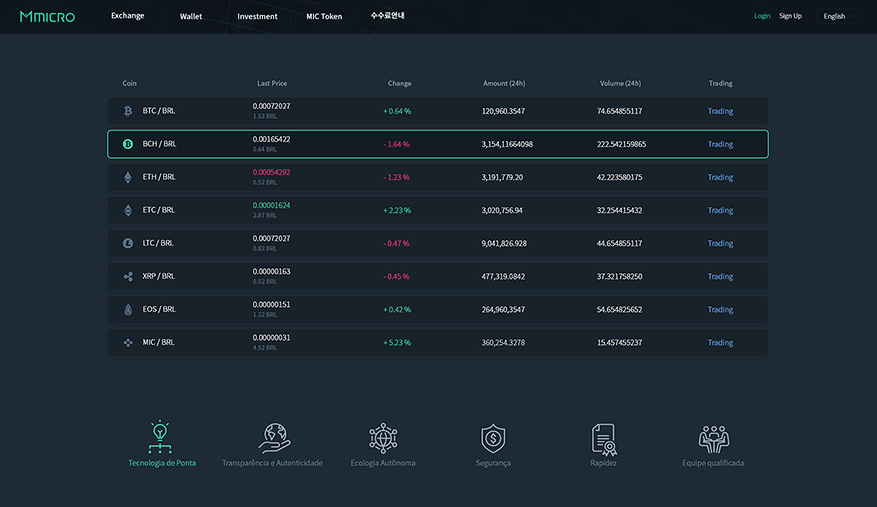 MMICRO
Exchange Wallet Investment MIC Token 수수료안내 Login Sign Up English
Coin Last Price Change Amount (24h) Volume (24h) Trading
BTC / BRL 0.00072027 + 0.64 % 120,960.3547 74.654855117 Trading
1.53 BRL
BCH / BRL 0.00165422 - 1.64 % 3,154,11664098 222.542159865 Trading
0.64 BRL
ETH / BRL 0.00054292 - 1.23 % 3,191,779.20 42.223580175 Trading
0.52 BRL
ETC / BRL 0.00001624 + 2.23 % 3,020,756.94 32.254415432 Trading
2.87 BRL
LTC / BRL 0.00072027 - 0.47 % 9,041,826.928 44.654855117 Trading
0.83 BRL
XRP / BRL 0.00000163 - 0.45 % 477,319.0842 37.321758250 Trading
0.52 BRL
EOS / BRL 0.00000151 + 0.42 % 264,960,3547 54.654825652 Trading
1.32 BRL
MIC / BRL 0.00000031 + 5.23 % 360,254.3278 15.457455237 Trading
4.52 BRL
Tecnologia de Ponta Transparência e Autenticidade Ecologia Autônoma Segurança Rapidez Equipe qualificada